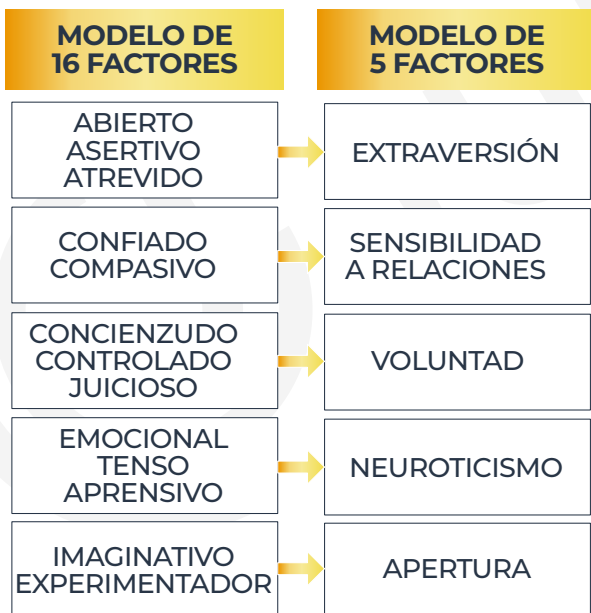 MODELO DE
16 FACTORES
MODELO DE
5 FACTORES
ABIERTO
ASERTIVO
ATREVIDO
EXTRAVERSIÓN
CONFIADO
COMPASIVO
SENSIBILIDAD
A RELACIONES
CONCIENZUDO
CONTROLADO
JUICIOSO
VOLUNTAD
EMOCIONAL
TENSO
APRENSIVO
NEUROTICISMO
IMAGINATIVO
EXPERIMENTADOR
APERTURA